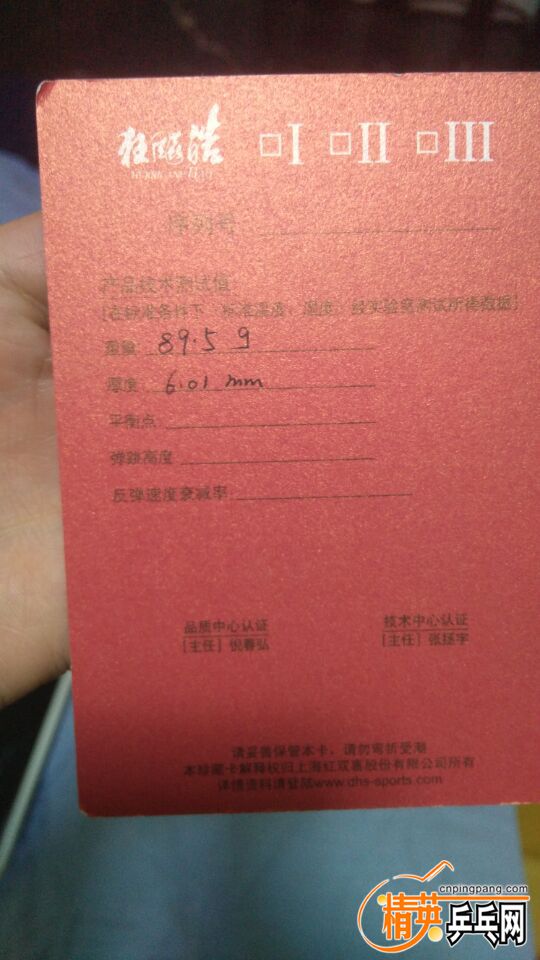 狂飚浩 □I □II □III
HURRICANE HAO
序列号
产品技术测试值：
[在标准条件下（标准温度、湿度）经实验室测试所得数据]
重量 89.5 g
厚度 6.01 mm
平衡点
弹跳高度
反弹速度衰减率
品质中心认证 技术中心认证
[主任] 倪春弘 [主任] 张拯宇
请妥善保管本卡，请勿弯折受潮
本珍藏卡解释权归上海红双喜股份有限公司所有
详情资料请登陆www.dhs-sports.com
cnpingpang.com
精英乒乓网